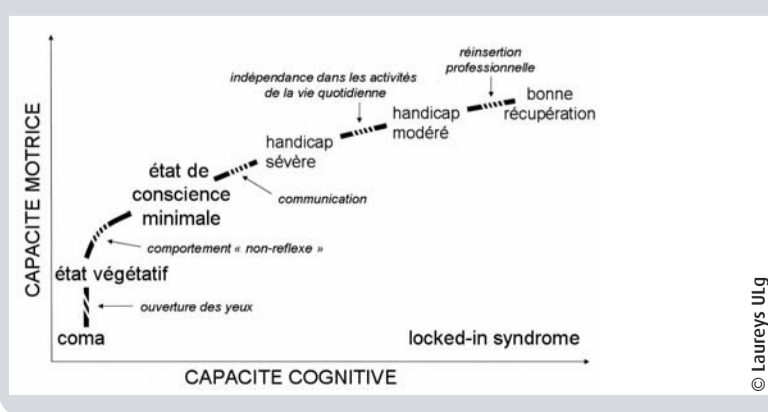 réinsertion
professionnelle
indépendance dans les activités
de la vie quotidienne
bonne
récupération
handicap
modéré
handicap
sévère
état de
conscience
minimale
communication
comportement « non-reflexe »
état végétatif
ouverture des yeux
coma
locked-in syndrome
CAPACITE MOTRICE
CAPACITE COGNITIVE
© Laureys ULg